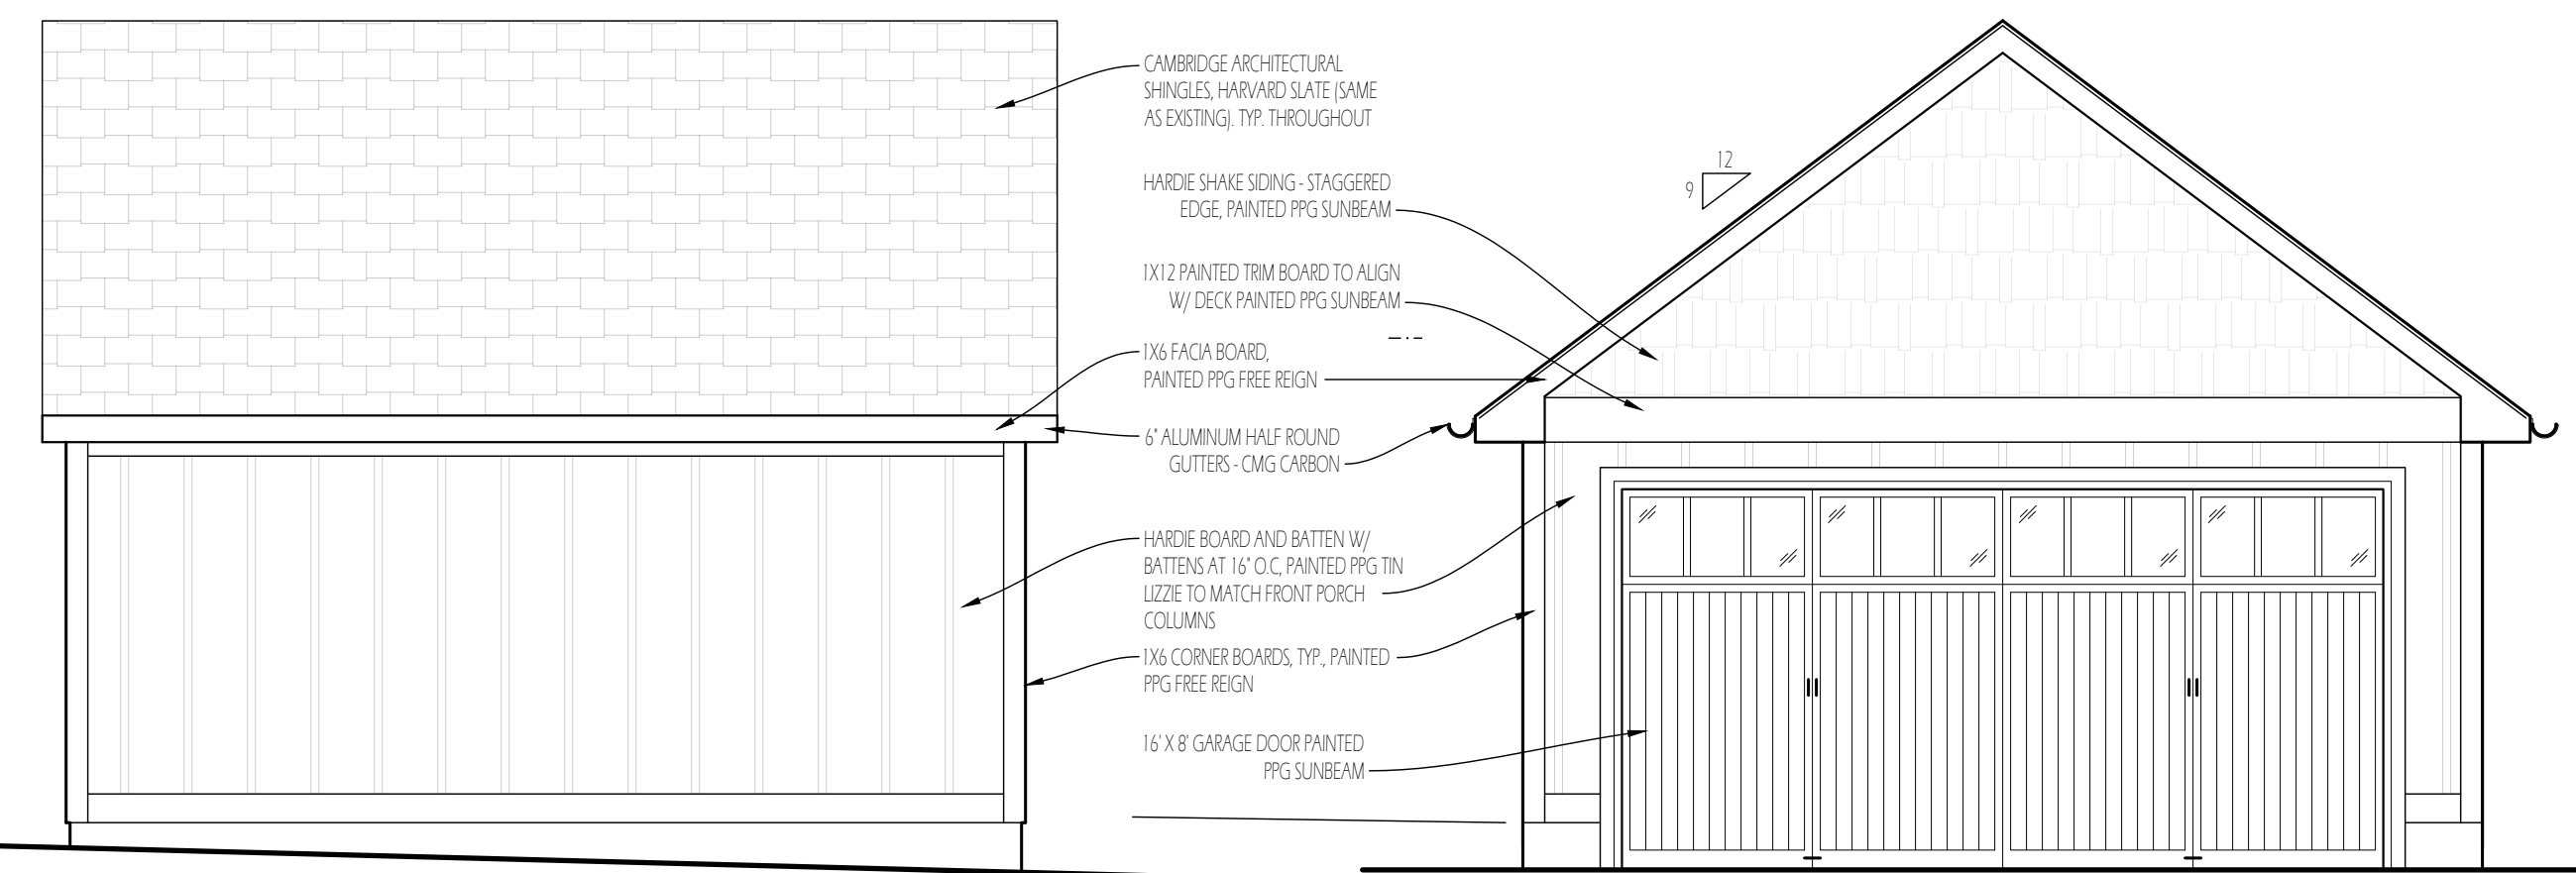 CAMBRIDGE ARCHITECTURAL
SHINGLES, HARVARD SLATE (SAME
AS EXISTING). TYP. THROUGHOUT
12
9
HARDIE SHAKE SIDING - STAGGERED
EDGE, PAINTED PPG SUNBEAM
1X12 PAINTED TRIM BOARD TO ALIGN
W/ DECK PAINTED PPG SUNBEAM
1X6 FACIA BOARD,
PAINTED PPG FREE REIGN
6" ALUMINUM HALF ROUND
GUTTERS - CMG CARBON
HARDIE BOARD AND BATTEN W/
BATTENS AT 16" O.C, PAINTED PPG TIN
LIZZIE TO MATCH FRONT PORCH
COLUMNS
1X6 CORNER BOARDS, TYP., PAINTED
PPG FREE REIGN
16' X 8' GARAGE DOOR PAINTED
PPG SUNBEAM